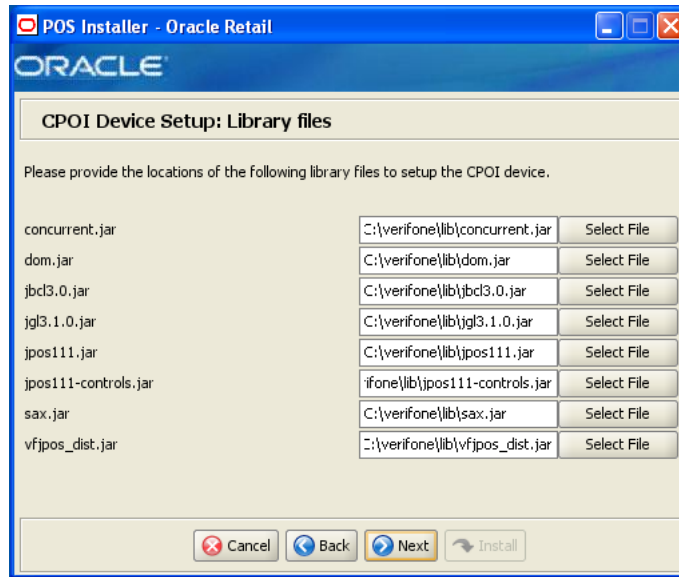 POS Installer - Oracle Retail
ORACLE
CPOI Device Setup: Library files
Please provide the locations of the following library files to setup the CPOI device.
concurrent.jar C:\verifone\lib\concurrent.jar Select File
dom.jar C:\verifone\lib\dom.jar Select File
jbcl3.0.jar C:\verifone\lib\jbcl3.0.jar Select File
jgl3.1.0.jar C:\verifone\lib\jgl3.1.0.jar Select File
jpos111.jar C:\verifone\lib\jpos111.jar Select File
jpos111-controls.jar ifone\lib\jpos111-controls.jar Select File
sax.jar C:\verifone\lib\sax.jar Select File
vfjpos_dist.jar :\verifone\lib\vfjpos_dist.jar Select File
Cancel Back Next Install